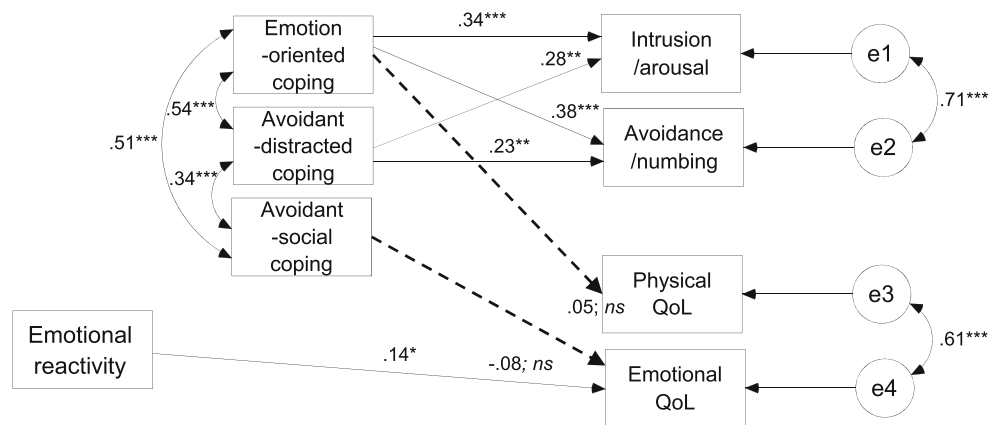 Emotion
-oriented
coping
.34***
Intrusion
/arousal
e1
.28**
.54***
.38***
.71***
.51***
Avoidant
-distracted
coping
.23**
Avoidance
/numbing
e2
.34***
Avoidant
-social
coping
Physical
QoL
e3
.05; ns
Emotional
reactivity
.14*
-.08; ns
.61***
Emotional
QoL
e4